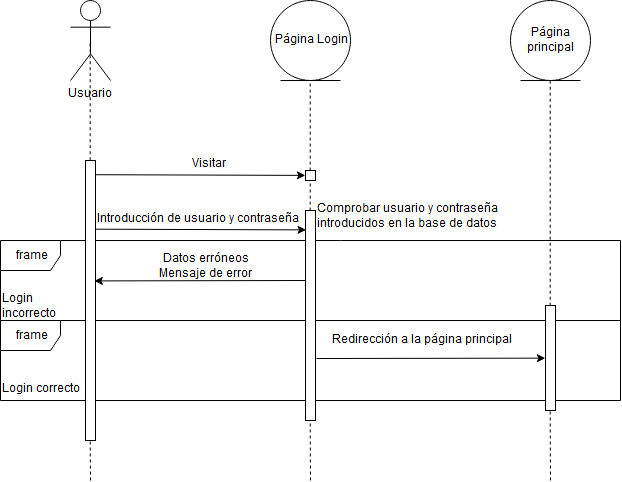 Página Login
Página
principal
Usuario
Visitar
Introducción de usuario y contraseña
Comprobar usuario y contraseña
introducidos en la base de datos
frame
Datos erróneos
Mensaje de error
Login
incorrecto
frame
Redirección a la página principal
Login correcto